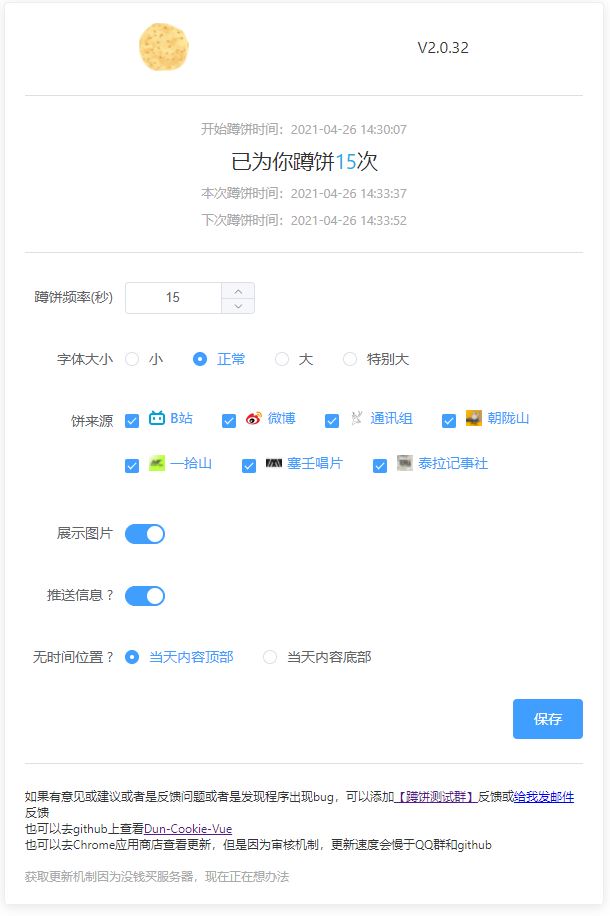 V2.0.32
开始蹲饼时间：2021-04-26 14:30:07
已为你蹲饼15次
本次蹲饼时间：2021-04-26 14:33:37
下次蹲饼时间：2021-04-26 14:33:52
蹲饼频率(秒) 15
字体大小 小 正常 大 特别大
饼来源 B站 微博 通讯组 朝陇山
一拾山 塞壬唱片 泰拉记事社
展示图片
推送信息？
无时间位置？ 当天内容顶部 当天内容底部
保存
如果有意见或建议或者是反馈问题或者是发现程序出现bug，可以添加【蹲饼测试群】反馈或给我发邮件
反馈
也可以去github上查看Dun-Cookie-Vue
也可以去Chrome应用商店查看更新，但是因为审核机制，更新速度会慢于QQ群和github
获取更新机制因为没钱买服务器，现在正在想办法